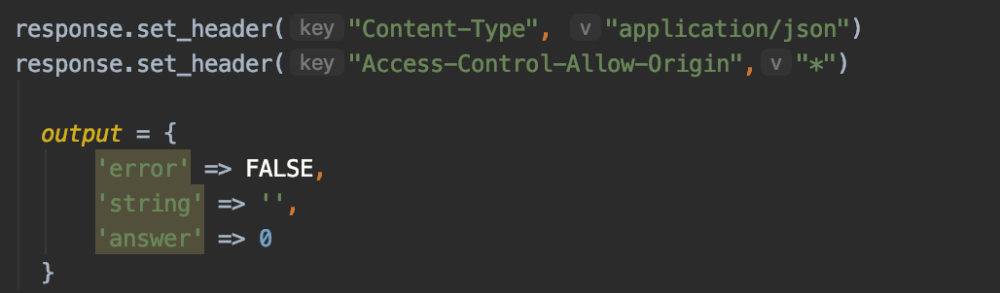 response.set_header( key "Content-Type", v "application/json")
response.set_header( key "Access-Control-Allow-Origin", v "*")
output = {
'error' => FALSE,
'string' => '',
'answer' => 0
}